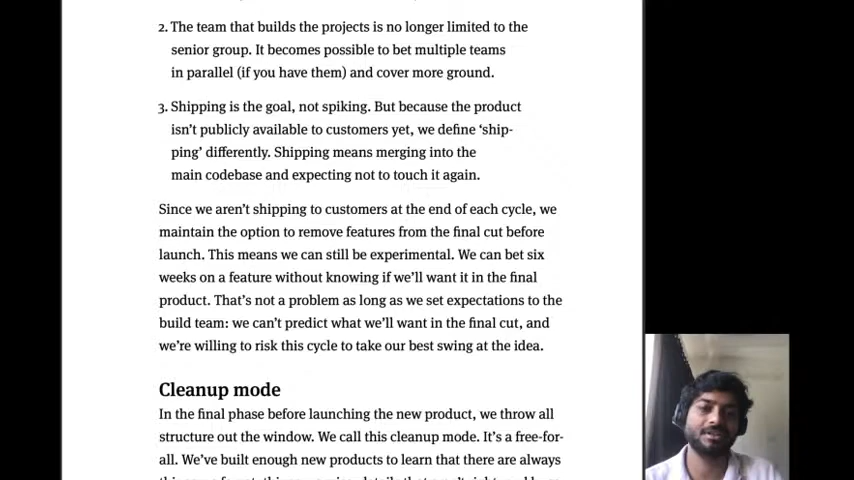 2. The team that builds the projects is no longer limited to the
senior group. It becomes possible to bet multiple teams
in parallel (if you have them) and cover more ground.
3. Shipping is the goal, not spiking. But because the product
isn't publicly available to customers yet, we define ‘ship-
ping’ differently. Shipping means merging into the
main codebase and expecting not to touch it again.
Since we aren't shipping to customers at the end of each cycle, we
maintain the option to remove features from the final cut before
launch. This means we can still be experimental. We can bet six
weeks on a feature without knowing if we'll want it in the final
product. That's not a problem as long as we set expectations to the
build team: we can't predict what we'll want in the final cut, and
we're willing to risk this cycle to take our best swing at the idea.
Cleanup mode
In the final phase before launching the new product, we throw all
structure out the window. We call this cleanup mode. It's a free-for-
all. We've built enough new products to learn that there are always